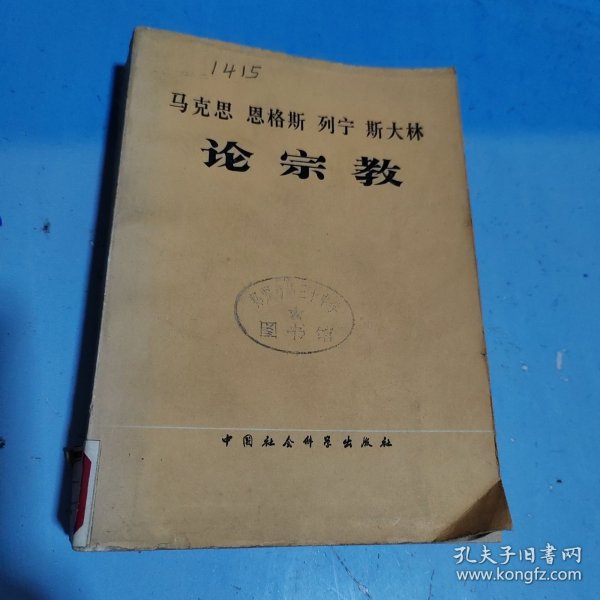 1415
马克思 恩格斯 列宁 斯大林
论宗教
图书馆
中国社会科学出版社
孔夫子旧书网
www.kongfz.com